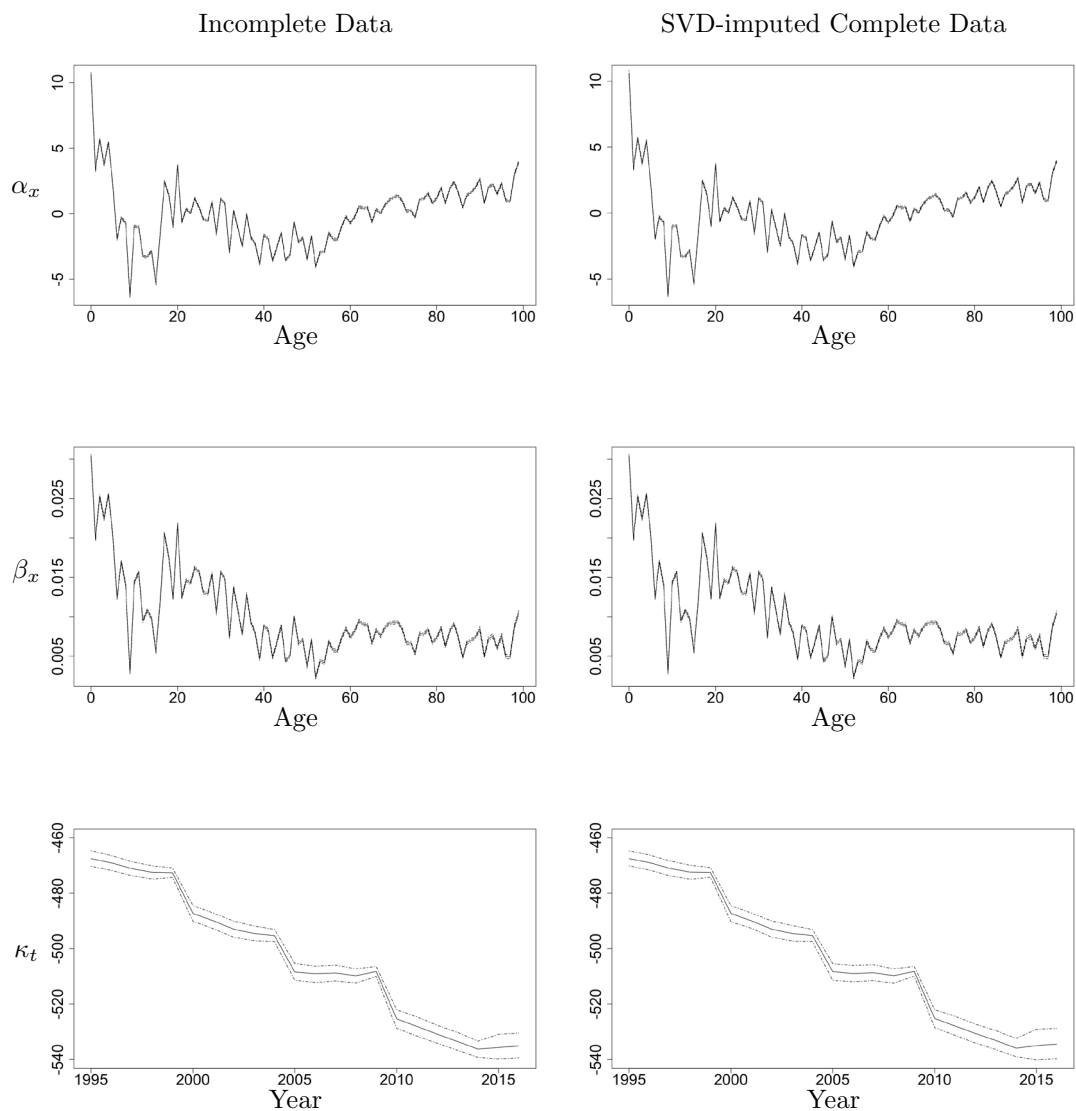 Incomplete Data SVD-imputed Complete Data
10 10
5 5
αx 0 0
-5 -5
0 20 40 60 80 100 0 20 40 60 80 100
Age Age
0.025 0.025
βx 0.015 0.015
0.005 0.005
0 20 40 60 80 100 0 20 40 60 80 100
Age Age
-460 -460
-480 -480
κt -500 -500
-520 -520
-540 -540
1995 2000 2005 2010 2015 1995 2000 2005 2010 2015
Year Year